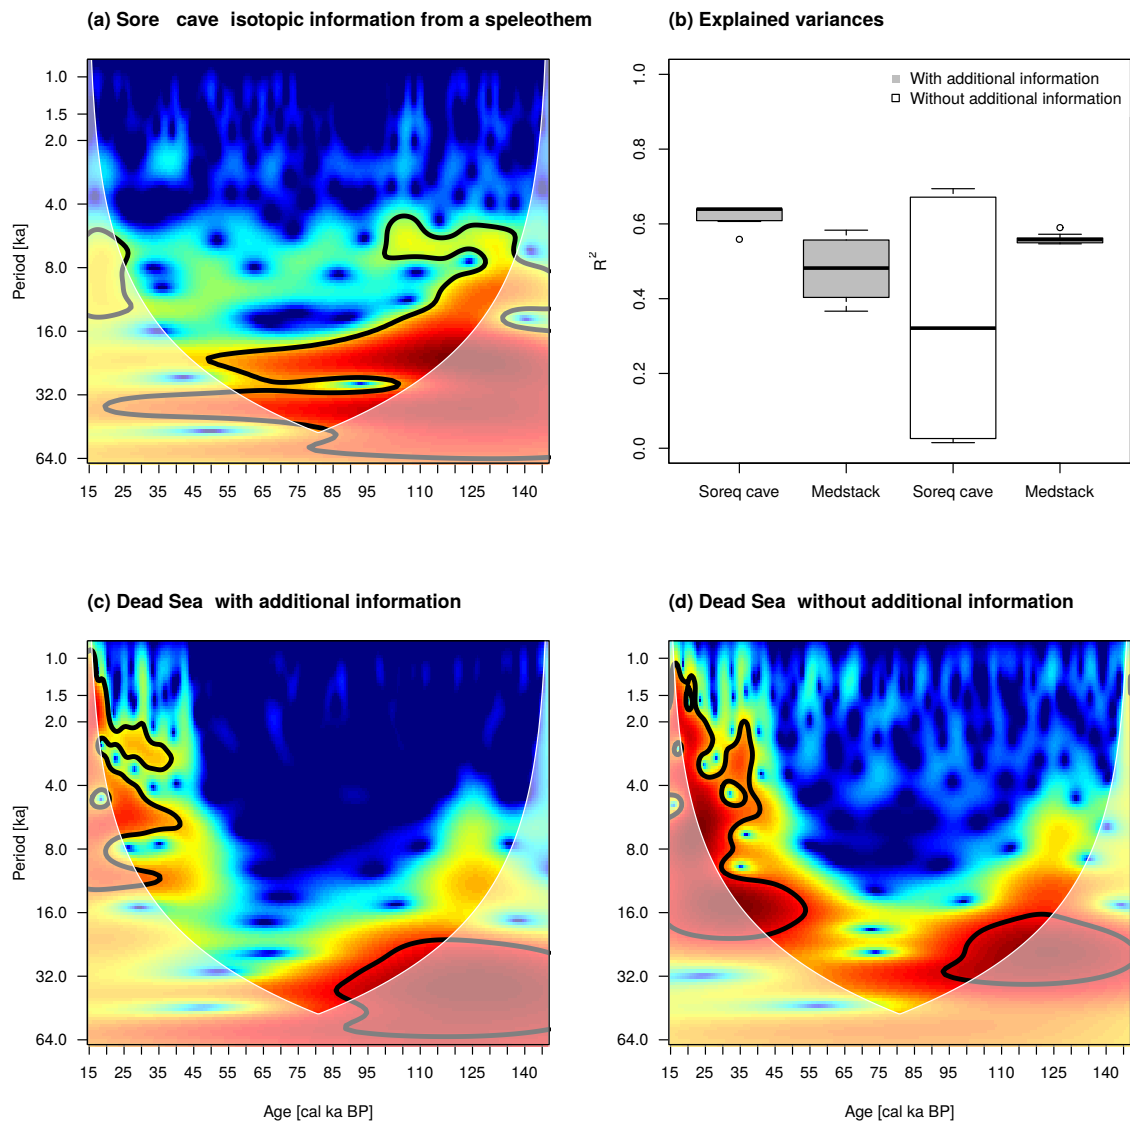 (a) Sore cave isotopic information from a speleothem
Period [ka]
1.0
1.5
2.0
4.0
8.0
16.0
32.0
64.0
15 25 35 45 55 65 75 85 95 110 125 140
(b) Explained variances
R²
1.0
0.8
0.6
0.4
0.2
0.0
With additional information
Without additional information
Soreq cave Medstack Soreq cave Medstack
(c) Dead Sea with additional information
Period [ka]
1.0
1.5
2.0
4.0
8.0
16.0
32.0
64.0
15 25 35 45 55 65 75 85 95 110 125 140
Age [cal ka BP]
(d) Dead Sea without additional information
1.0
1.5
2.0
4.0
8.0
16.0
32.0
64.0
15 25 35 45 55 65 75 85 95 110 125 140
Age [cal ka BP]